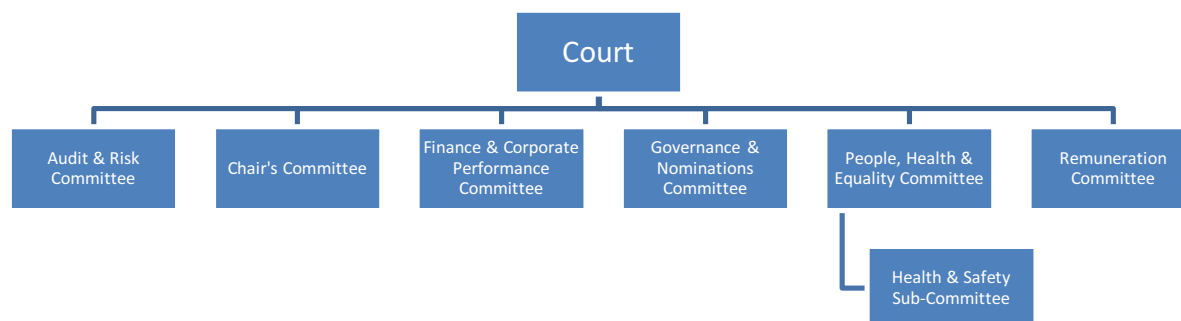 Court
Audit & Risk
Committee
Chair's Committee
Finance & Corporate
Performance
Committee
Governance &
Nominations
Committee
People, Health &
Equality Committee
Remuneration
Committee
Health & Safety
Sub-Committee